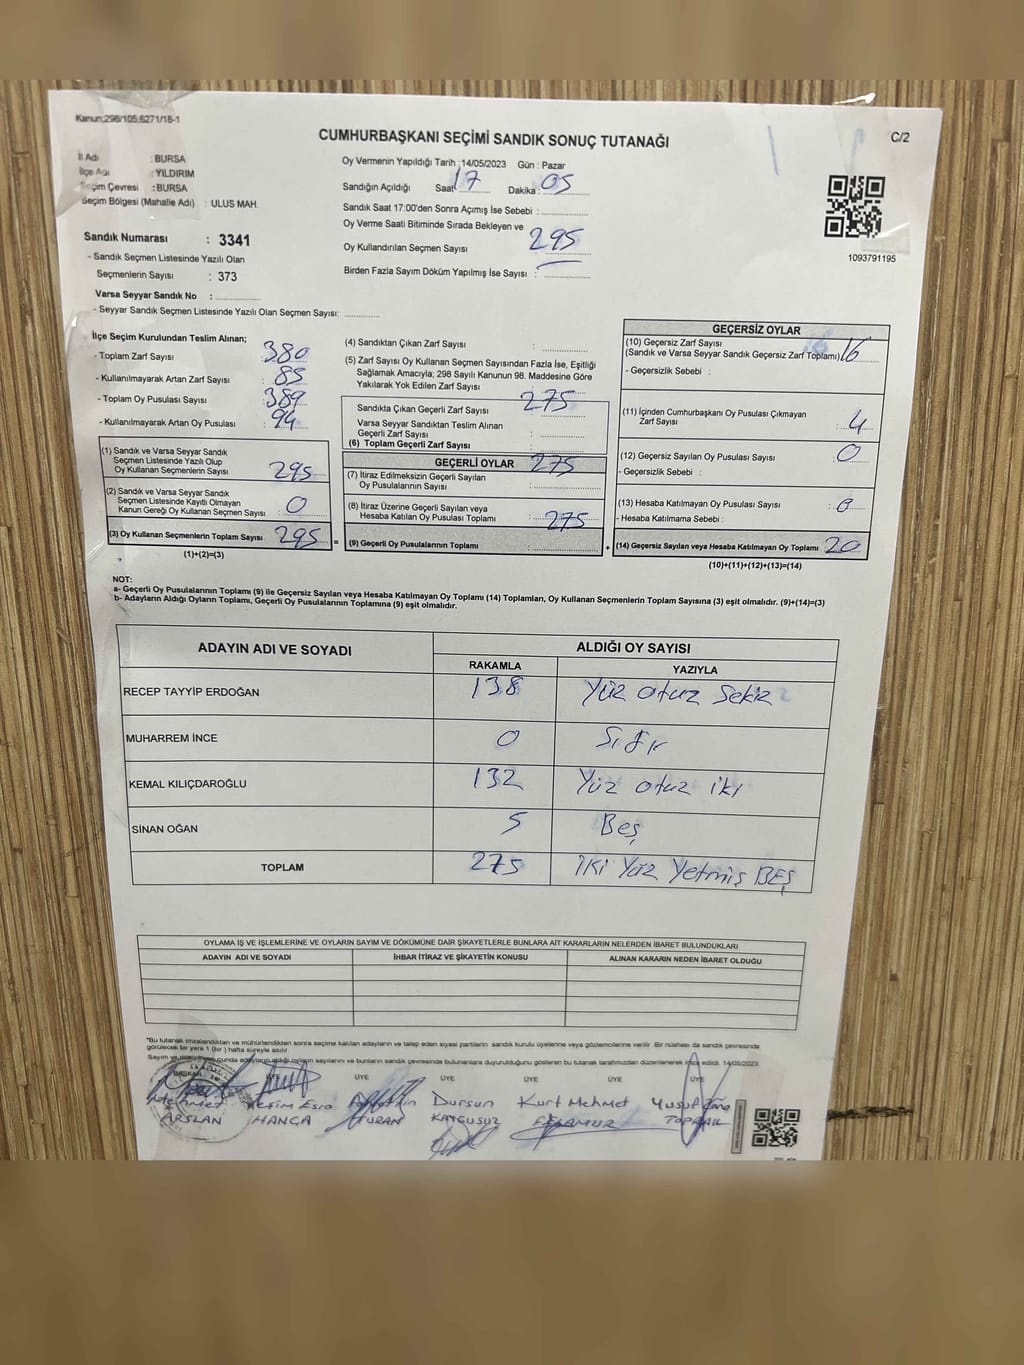 Kanun;298/105;6271/18-1
CUMHURBAŞKANI SEÇİMİ SANDIK SONUÇ TUTANAĞI
C/2
İl Adı : BURSA
İlçe Adı : YILDIRIM
Seçim Çevresi : BURSA
Seçim Bölgesi (Mahalle Adı) : ULUS MAH.
Sandık Numarası : 3341
- Sandık Seçmen Listesinde Yazılı Olan
Seçmenlerin Sayısı : 373
Varsa Seyyar Sandık No :
- Seyyar Sandık Seçmen Listesinde Yazılı Olan Seçmen Sayısı:
Oy Vermenin Yapıldığı Tarih :14/05/2023 Gün : Pazar
Sandığın Açıldığı Saat 17 Dakika : 05
Sandık Saat 17:00'den Sonra Açımış İse Sebebi :
Oy Verme Saati Bitiminde Sırada Bekleyen ve
Oy Kullandırılan Seçmen Sayısı 295
Birden Fazla Sayım Döküm Yapılmış İse Sayısı :
1093791195
İlçe Seçim Kurulundan Teslim Alınan;
- Toplam Zarf Sayısı 380
- Kullanılmayarak Artan Zarf Sayısı : 85
- Toplam Oy Pusulası Sayısı : 389
- Kullanılmayarak Artan Oy Pusulası : 94
(1) Sandık ve Varsa Seyyar Sandık
Seçmen Listesinde Yazılı Olup
Oy Kullanan Seçmenlerin Sayısı 295
(2) Sandık ve Varsa Seyyar Sandık
Seçmen Listesinde Kayıtlı Olmayan
Kanun Gereği Oy Kullanan Seçmen Sayısı : 0
(3) Oy Kullanan Seçmenlerin Toplam Sayısı 295 =
(1)+(2)=(3)
(4) Sandıktan Çıkan Zarf Sayısı :
(5) Zarf Sayısı Oy Kullanan Seçmen Sayısından Fazla İse, Eşitliği
Sağlamak Amacıyla; 298 Sayılı Kanunun 98. Maddesine Göre
Yakılarak Yok Edilen Zarf Sayısı :
Sandıkta Çıkan Geçerli Zarf Sayısı : 275
Varsa Seyyar Sandıktan Teslim Alınan
Geçerli Zarf Sayısı :
(6) Toplam Geçerli Zarf Sayısı :
GEÇERLİ OYLAR 275
(7) İtiraz Edilmeksizin Geçerli Sayılan
Oy Pusulalarının Sayısı :
(8) İtiraz Üzerine Geçerli Sayılan veya
Hesaba Katılan Oy Pusulası Toplamı : 275
(9) Geçerli Oy Pusulalarının Toplamı : +
GEÇERSİZ OYLAR
(10) Geçersiz Zarf Sayısı
(Sandık ve Varsa Seyyar Sandık Geçersiz Zarf Toplamı) 16
- Geçersizlik Sebebi :
(11) İçinden Cumhurbaşkanı Oy Pusulası Çıkmayan
Zarf Sayısı : 4
(12) Geçersiz Sayılan Oy Pusulası Sayısı : 0
- Geçersizlik Sebebi :
(13) Hesaba Katılmayan Oy Pusulası Sayısı : 0
- Hesaba Katılmama Sebebi :
(14) Geçersiz Sayılan veya Hesaba Katılmayan Oy Toplamı 20
(10)+(11)+(12)+(13)=(14)
NOT:
a- Geçerli Oy Pusulalarının Toplamı (9) ile Geçersiz Sayılan veya Hesaba Katılmayan Oy Toplamı (14) Toplamları, Oy Kullanan Seçmenlerin Toplam Sayısına (3) eşit olmalıdır. (9)+(14)=(3)
b- Adayların Aldığı Oyların Toplamı, Geçerli Oy Pusulalarının Toplamına (9) eşit olmalıdır.
ADAYIN ADI VE SOYADI ALDIĞI OY SAYISI
RAKAMLA YAZIYLA
RECEP TAYYİP ERDOĞAN 138 Yüz otuz sekiz
MUHARREM İNCE 0 Sıfır
KEMAL KILIÇDAROĞLU 132 Yüz otuz iki
SİNAN OĞAN 5 Beş
TOPLAM 275 İKİ Yüz Yetmiş BEŞ
OYLAMA İŞ VE İŞLEMLERİNE VE OYLARIN SAYIM VE DÖKÜMÜNE DAİR ŞİKAYETLERLE BUNLARA AİT KARARLARIN NELERDEN İBARET BULUNDUKLARI
ADAYIN ADI VE SOYADI İHBAR İTİRAZ VE ŞİKAYETİN KONUSU ALINAN KARARIN NEDEN İBARET OLDUĞU
"Bu tutanak imzalandıktan ve mühürlendikten sonra seçime katılan adayların ve talep eden siyasi partilerin sandık kurulu üyelerine veya gözlemcilerine verilir. Bir nüshası da sandık çevresinde
görülecek bir yere 1 (bir) hafta süreyle asılır.
Sayım ve sonucunda adayların aldığı oyların sayılarını ve bunların sandık çevresinde bulunanlara duyurulduğunu gösteren bu tutanak tarafımızdan düzenlenerek imza edildi. 14/05/2023
BAŞKAN ÜYE ÜYE ÜYE ÜYE ÜYE
Mehmet Esra Dursun Kurt Mehmet Yusuf
ARSLAN HANÇA TURAN KAYGUSUZ TOPRAK